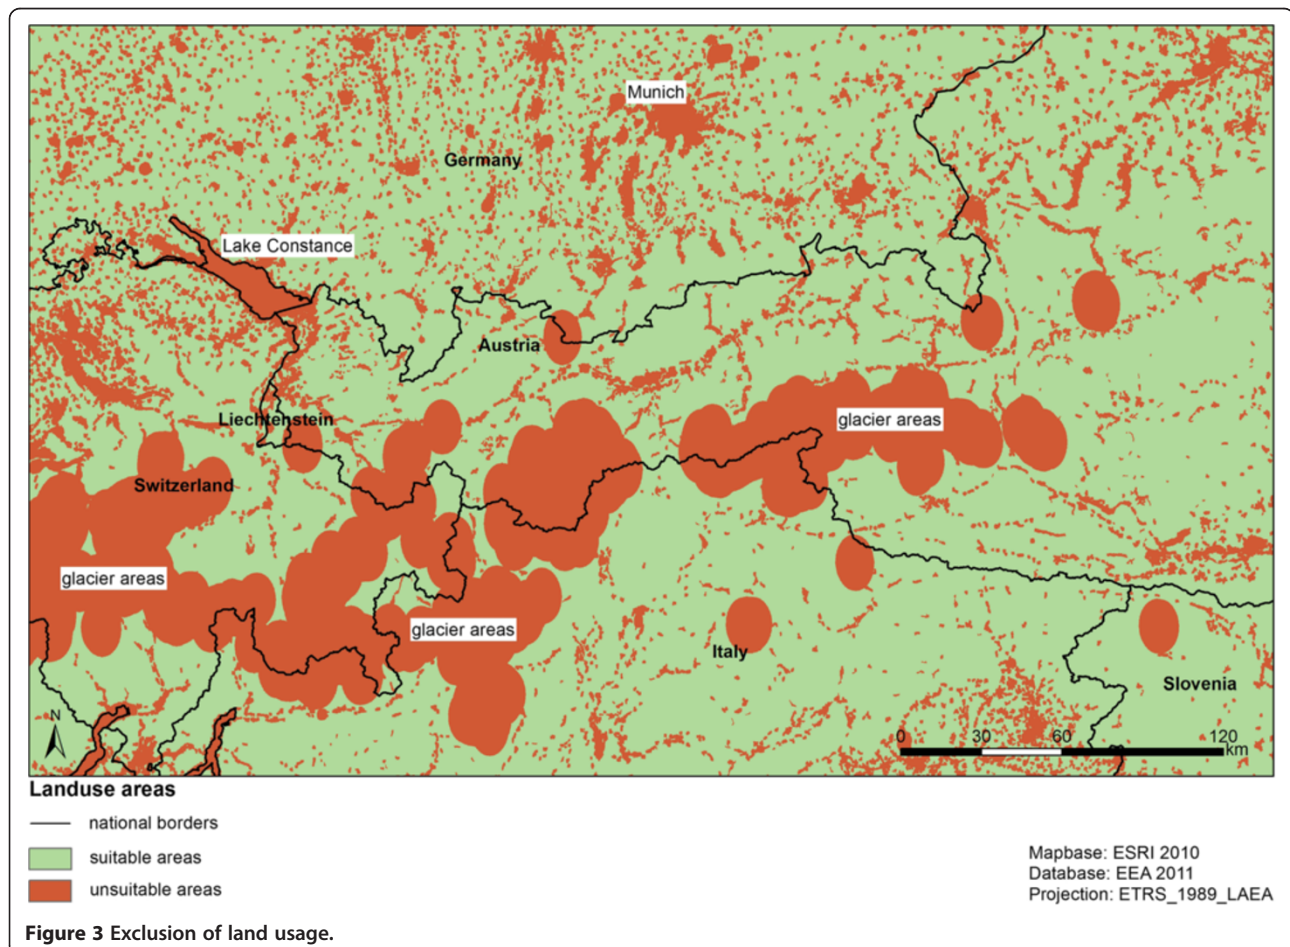 Munich
Germany
Lake Constance
Austria
Liechtenstein
glacier areas
Switzerland
glacier areas
glacier areas
Italy
Slovenia
N
0 30 60 120
km
Landuse areas
national borders
suitable areas
unsuitable areas
Mapbase: ESRI 2010
Database: EEA 2011
Projection: ETRS_1989_LAEA
Figure 3 Exclusion of land usage.